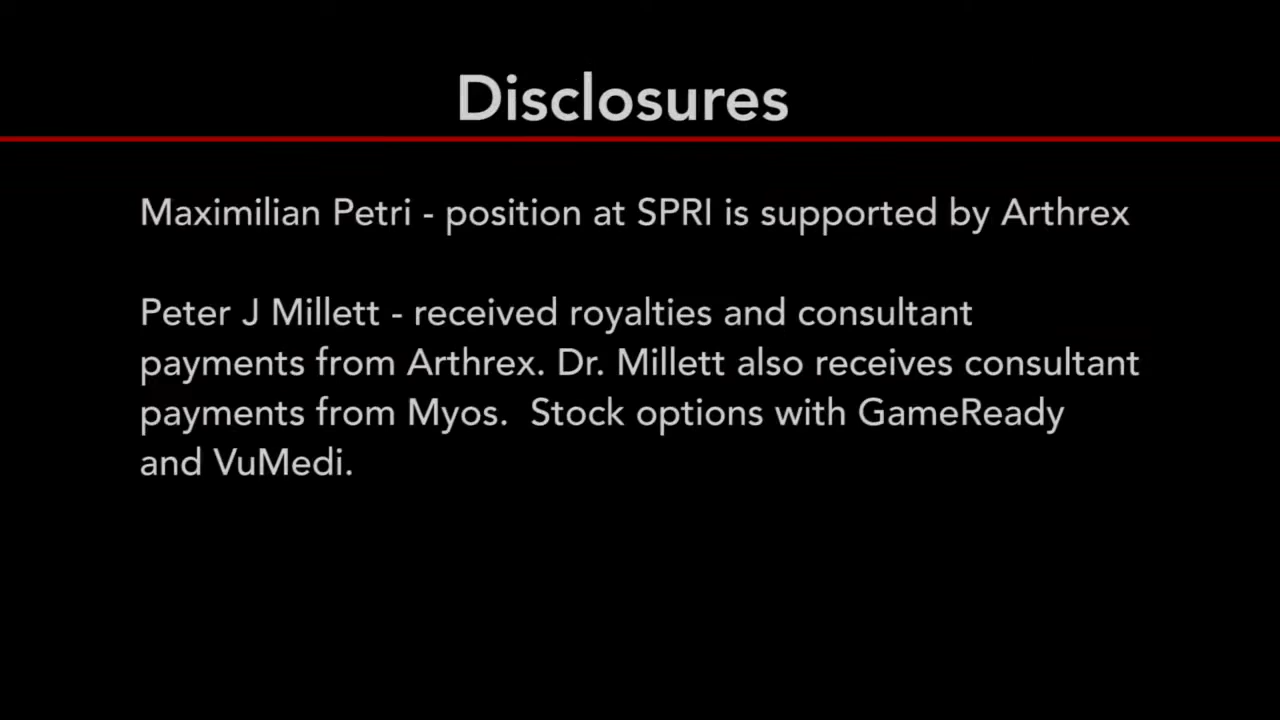 Disclosures
Maximilian Petri - position at SPRI is supported by Arthrex
Peter J Millett - received royalties and consultant
payments from Arthrex. Dr. Millett also receives consultant
payments from Myos.  Stock options with GameReady
and VuMedi.